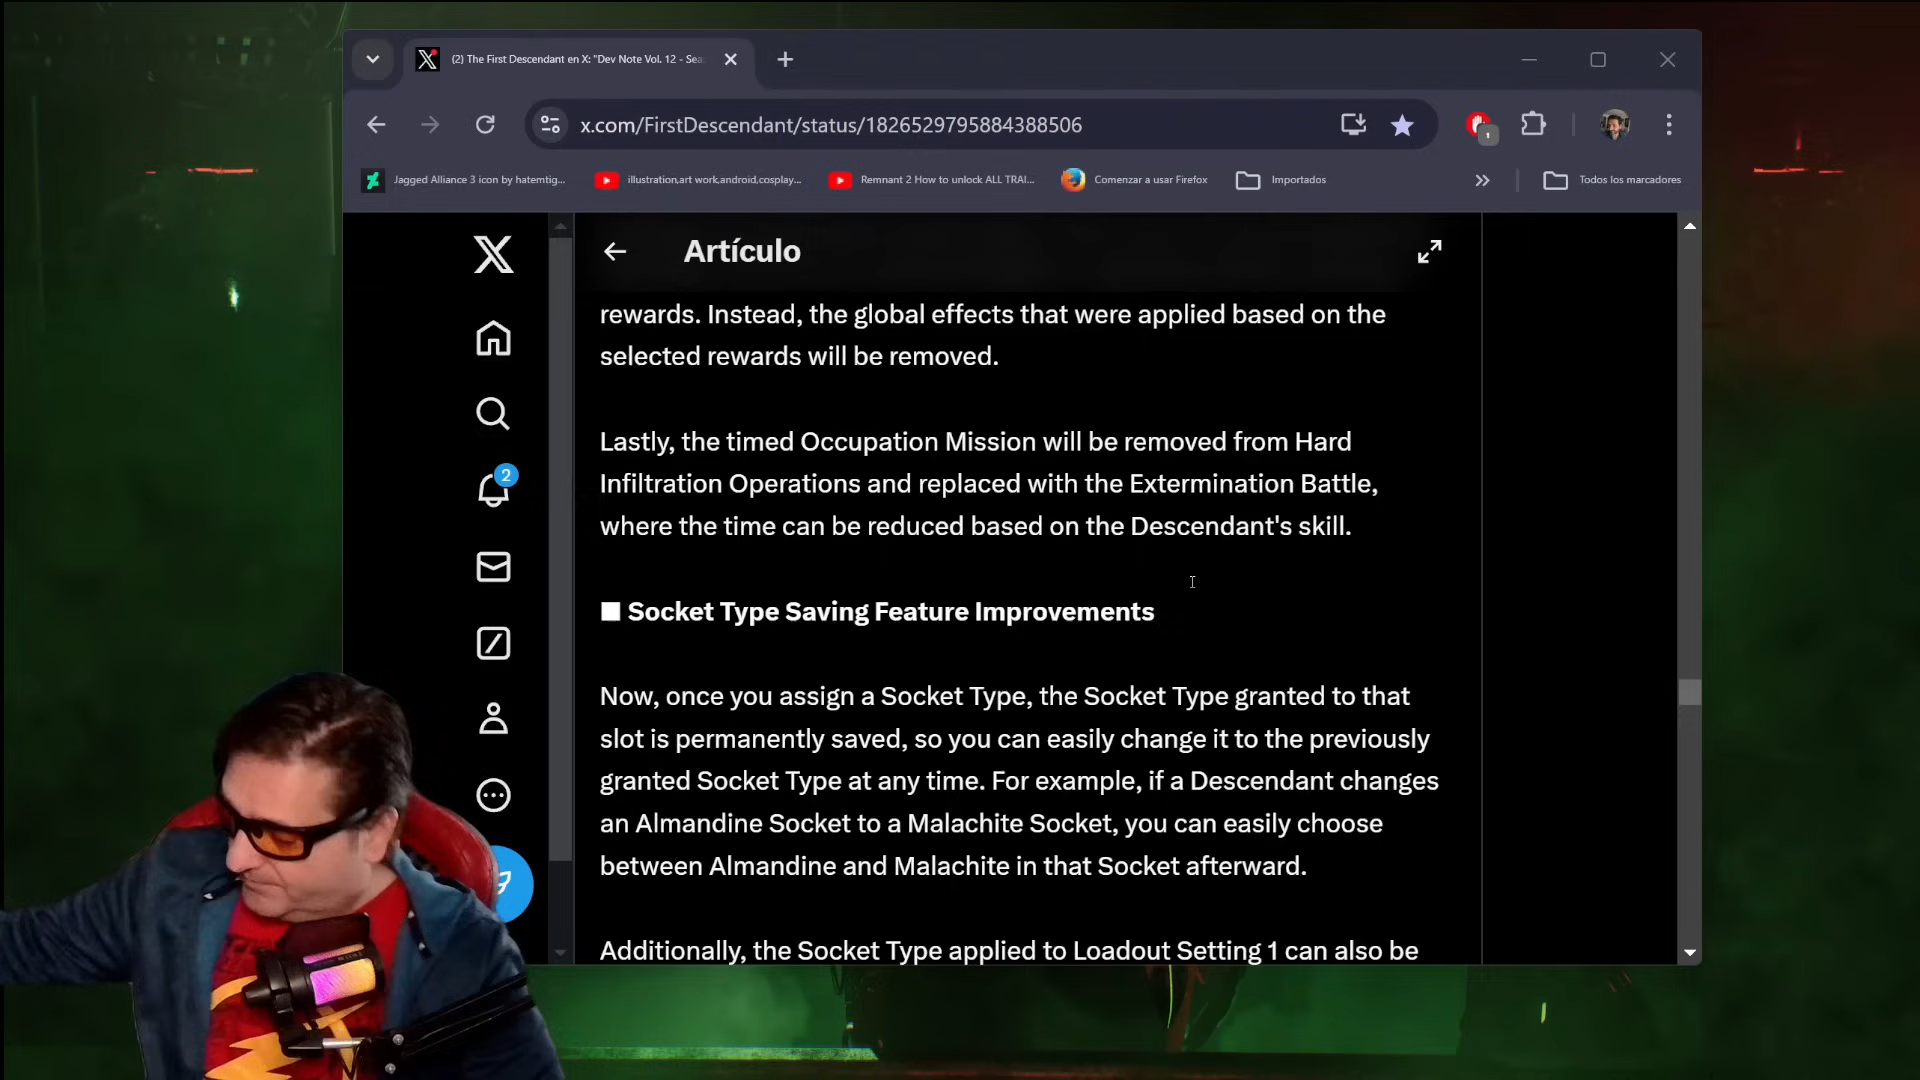 (2) The First Descendant en X: "Dev Note Vol. 12 - Sea
x.com/FirstDescendant/status/1826529795884388506
1
Jagged Alliance 3 icon by hatemtig...
illustration,art work,android,cosplay...
Remnant 2 How to unlock ALL TRAI...
Comenzar a usar Firefox
Importados
Todos los marcadores
Artículo
2
rewards. Instead, the global effects that were applied based on the
selected rewards will be removed.
Lastly, the timed Occupation Mission will be removed from Hard
Infiltration Operations and replaced with the Extermination Battle,
where the time can be reduced based on the Descendant's skill.
■ Socket Type Saving Feature Improvements
Now, once you assign a Socket Type, the Socket Type granted to that
slot is permanently saved, so you can easily change it to the previously
granted Socket Type at any time. For example, if a Descendant changes
an Almandine Socket to a Malachite Socket, you can easily choose
between Almandine and Malachite in that Socket afterward.
Additionally, the Socket Type applied to Loadout Setting 1 can also be